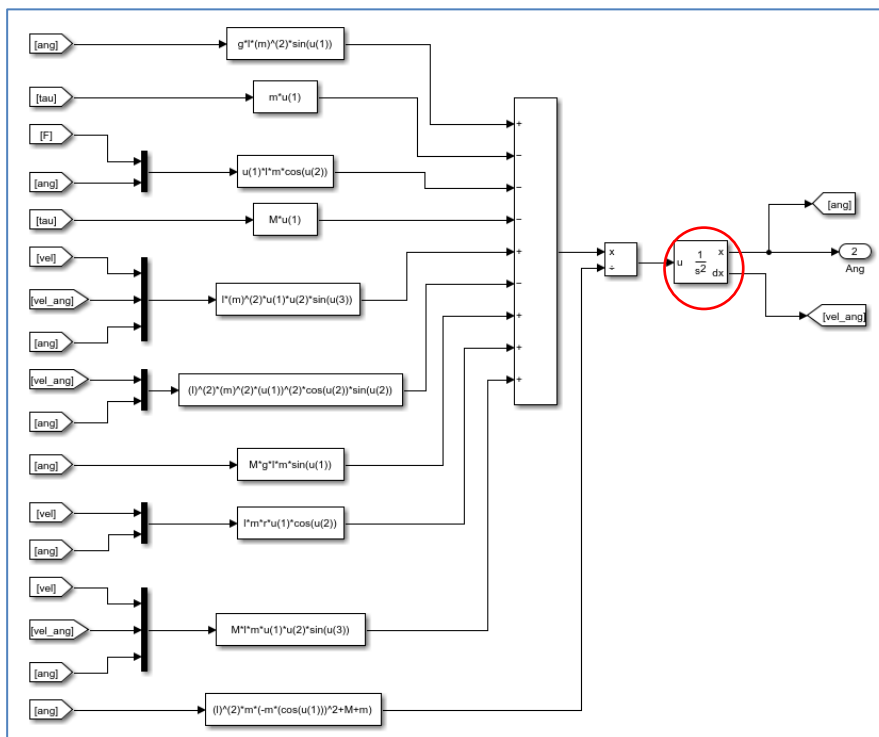 [ang]
g*l*(m)^(2)*sin(u(1))
[tau]
m*u(1)
[F]
[ang]
u(1)*l*m*cos(u(2))
[tau]
M*u(1)
[vel]
[vel_ang]
[ang]
l*(m)^(2)*u(1)*u(2)*sin(u(3))
[vel_ang]
[ang]
(l)^(2)*(m)^(2)*(u(1))^(2)*cos(u(2))*sin(u(2))
[ang]
M*g*l*m*sin(u(1))
[vel]
[ang]
l*m*r*u(1)*cos(u(2))
[vel]
[vel_ang]
[ang]
M*l*m*u(1)*u(2)*sin(u(3))
[ang]
(l)^(2)*m*(-m*(cos(u(1)))^2+M+m)
+
−
−
−
+
−
+
+
+
x
÷
u
1
s2
x
dx
[ang]
2
Ang
[vel_ang]